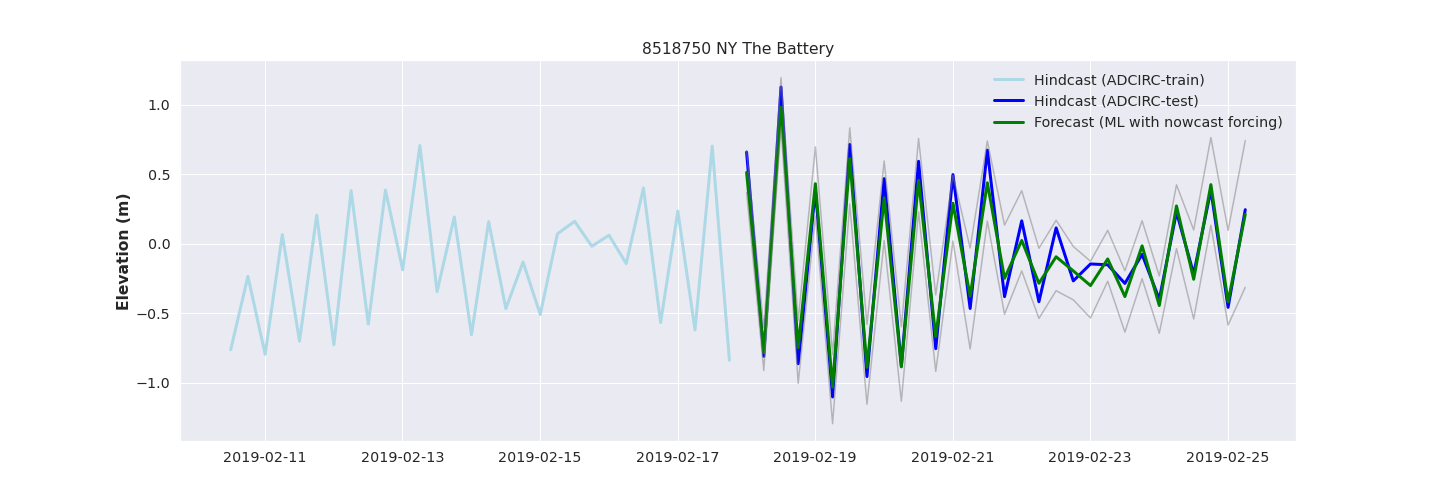 8518750 NY The Battery
Hindcast (ADCIRC-train)
Hindcast (ADCIRC-test)
Forecast (ML with nowcast forcing)
Elevation (m)
1.0
0.5
0.0
−0.5
−1.0
2019-02-11
2019-02-13
2019-02-15
2019-02-17
2019-02-19
2019-02-21
2019-02-23
2019-02-25